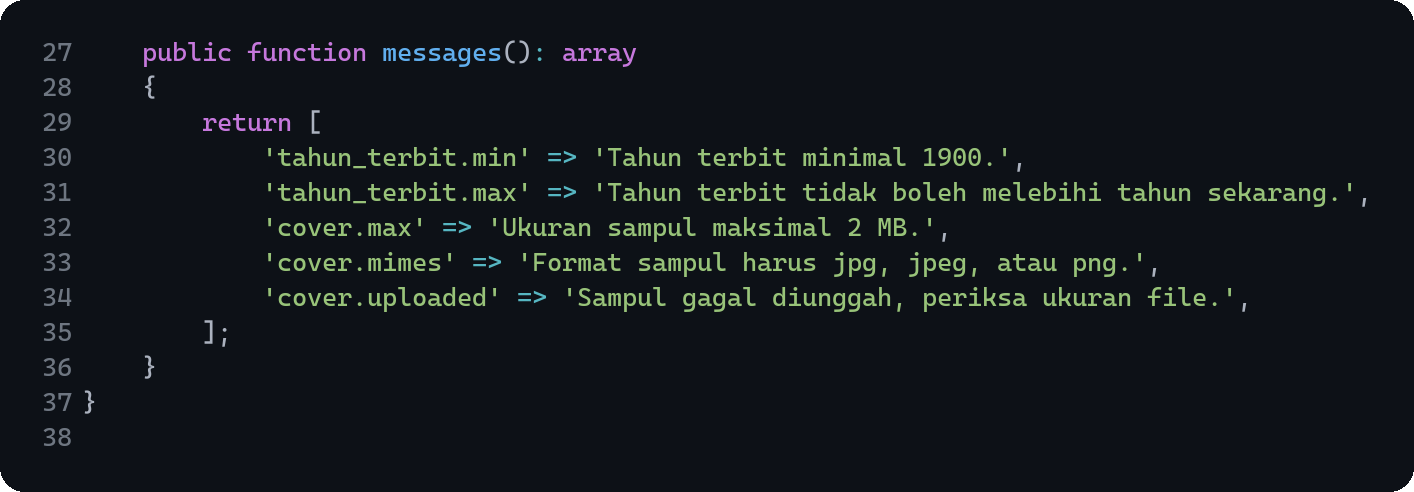 27    public function messages(): array
28    {
29        return [
30            'tahun_terbit.min' => 'Tahun terbit minimal 1900.',
31            'tahun_terbit.max' => 'Tahun terbit tidak boleh melebihi tahun sekarang.',
32            'cover.max' => 'Ukuran sampul maksimal 2 MB.',
33            'cover.mimes' => 'Format sampul harus jpg, jpeg, atau png.',
34            'cover.uploaded' => 'Sampul gagal diunggah, periksa ukuran file.',
35        ];
36    }
37 }
38